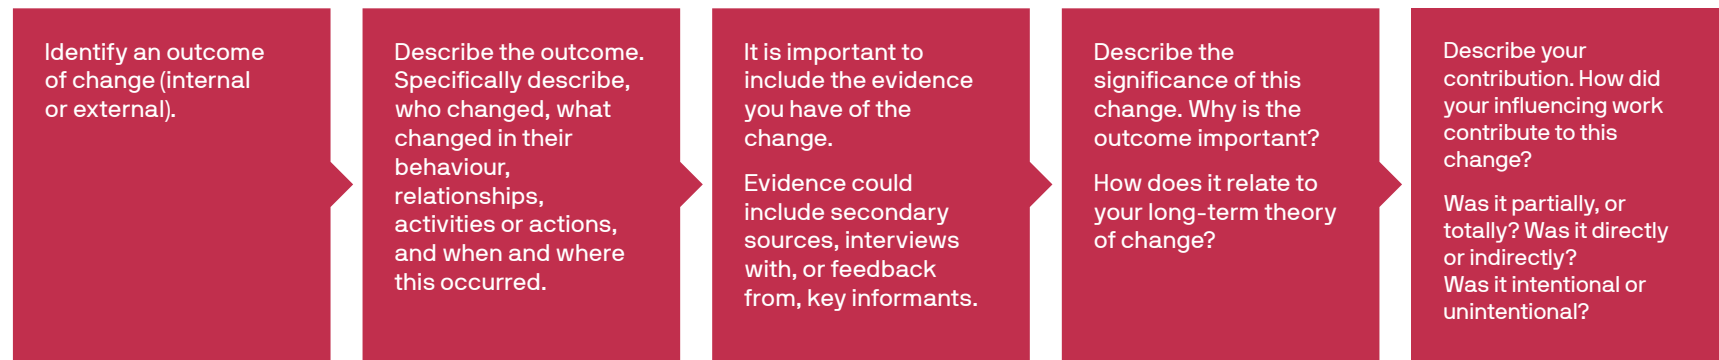 Identify an outcome
of change (internal
or external).
Describe the outcome.
Specifically describe,
who changed, what
changed in their
behaviour,
relationships,
activities or actions,
and when and where
this occurred.
It is important to
include the evidence
you have of the
change.
Evidence could
include secondary
sources, interviews
with, or feedback
from, key informants.
Describe the
significance of this
change. Why is the
outcome important?
How does it relate to
your long-term theory
of change?
Describe your
contribution. How did
your influencing work
contribute to this
change?
Was it partially, or
totally? Was it directly
or indirectly?
Was it intentional or
unintentional?